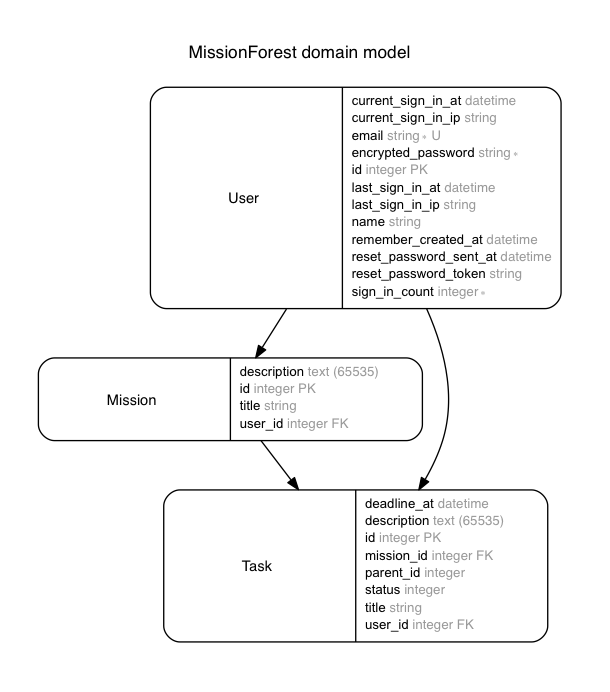 MissionForest domain model
User
current_sign_in_at datetime
current_sign_in_ip string
email string * U
encrypted_password string *
id integer PK
last_sign_in_at datetime
last_sign_in_ip string
name string
remember_created_at datetime
reset_password_sent_at datetime
reset_password_token string
sign_in_count integer *
Mission
description text (65535)
id integer PK
title string
user_id integer FK
Task
deadline_at datetime
description text (65535)
id integer PK
mission_id integer FK
parent_id integer
status integer
title string
user_id integer FK